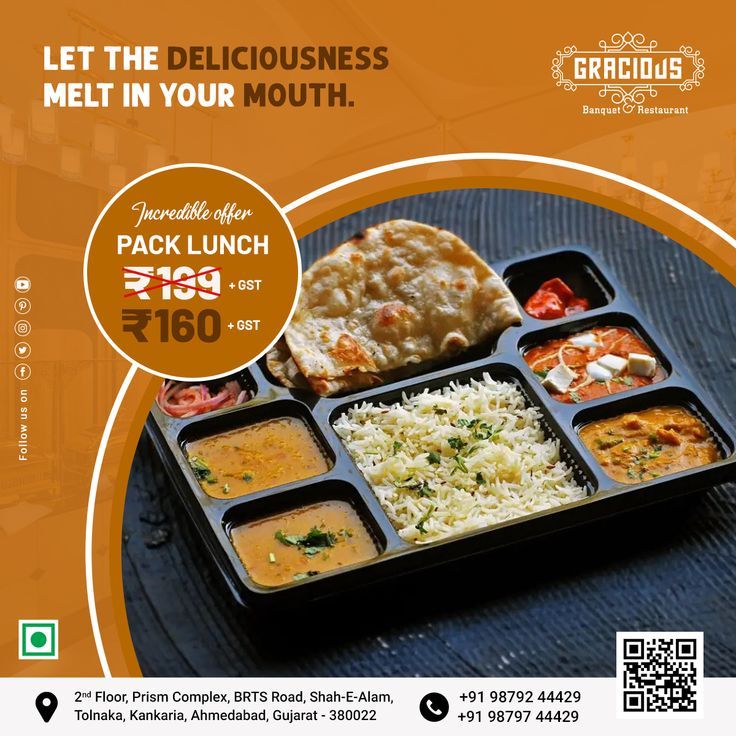 LET THE DELICIOUSNESS
MELT IN YOUR MOUTH.
GRACIOUS
Banquet & Restaurant
Incredible offer
PACK LUNCH
₹199 + GST
₹160 + GST
Follow us on
2nd Floor, Prism Complex, BRTS Road, Shah-E-Alam,
Tolnaka, Kankaria, Ahmedabad, Gujarat - 380022
+91 98792 44429
+91 98797 44429